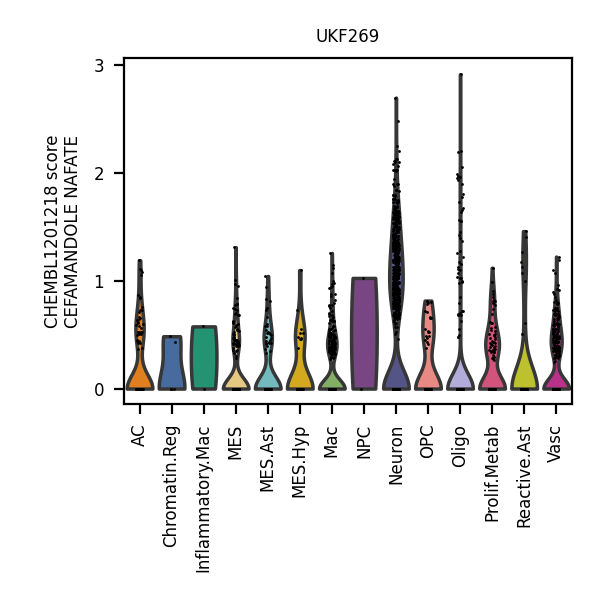 UKF269
CHEMBL1201218 score
CEFAMANDOLE NAFATE
3
2
1
0
AC
Chromatin.Reg
Inflammatory.Mac
MES
MES.Ast
MES.Hyp
Mac
NPC
Neuron
OPC
Oligo
Prolif.Metab
Reactive.Ast
Vasc